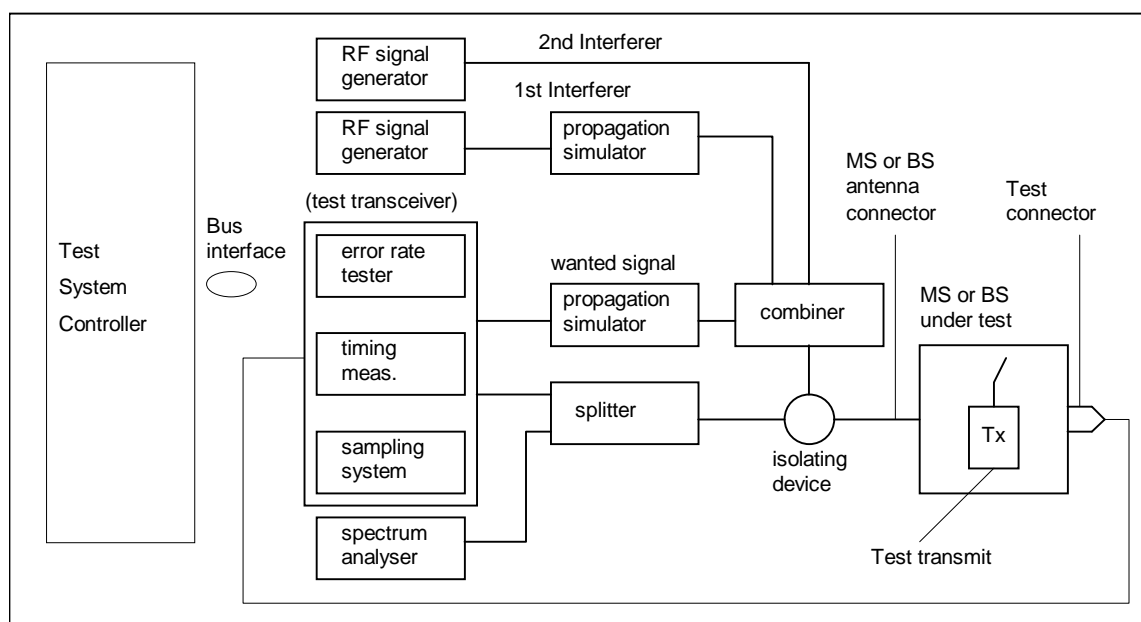 2nd Interferer
RF signal
generator
1st Interferer
RF signal
generator
propagation
simulator
MS or BS
antenna
connector
Test
connector
(test transceiver)
Bus
interface
Test
System
Controller
error rate
tester
wanted signal
propagation
simulator
combiner
MS or BS
under test
timing
meas.
splitter
Tx
sampling
system
isolating
device
spectrum
analyser
Test transmit